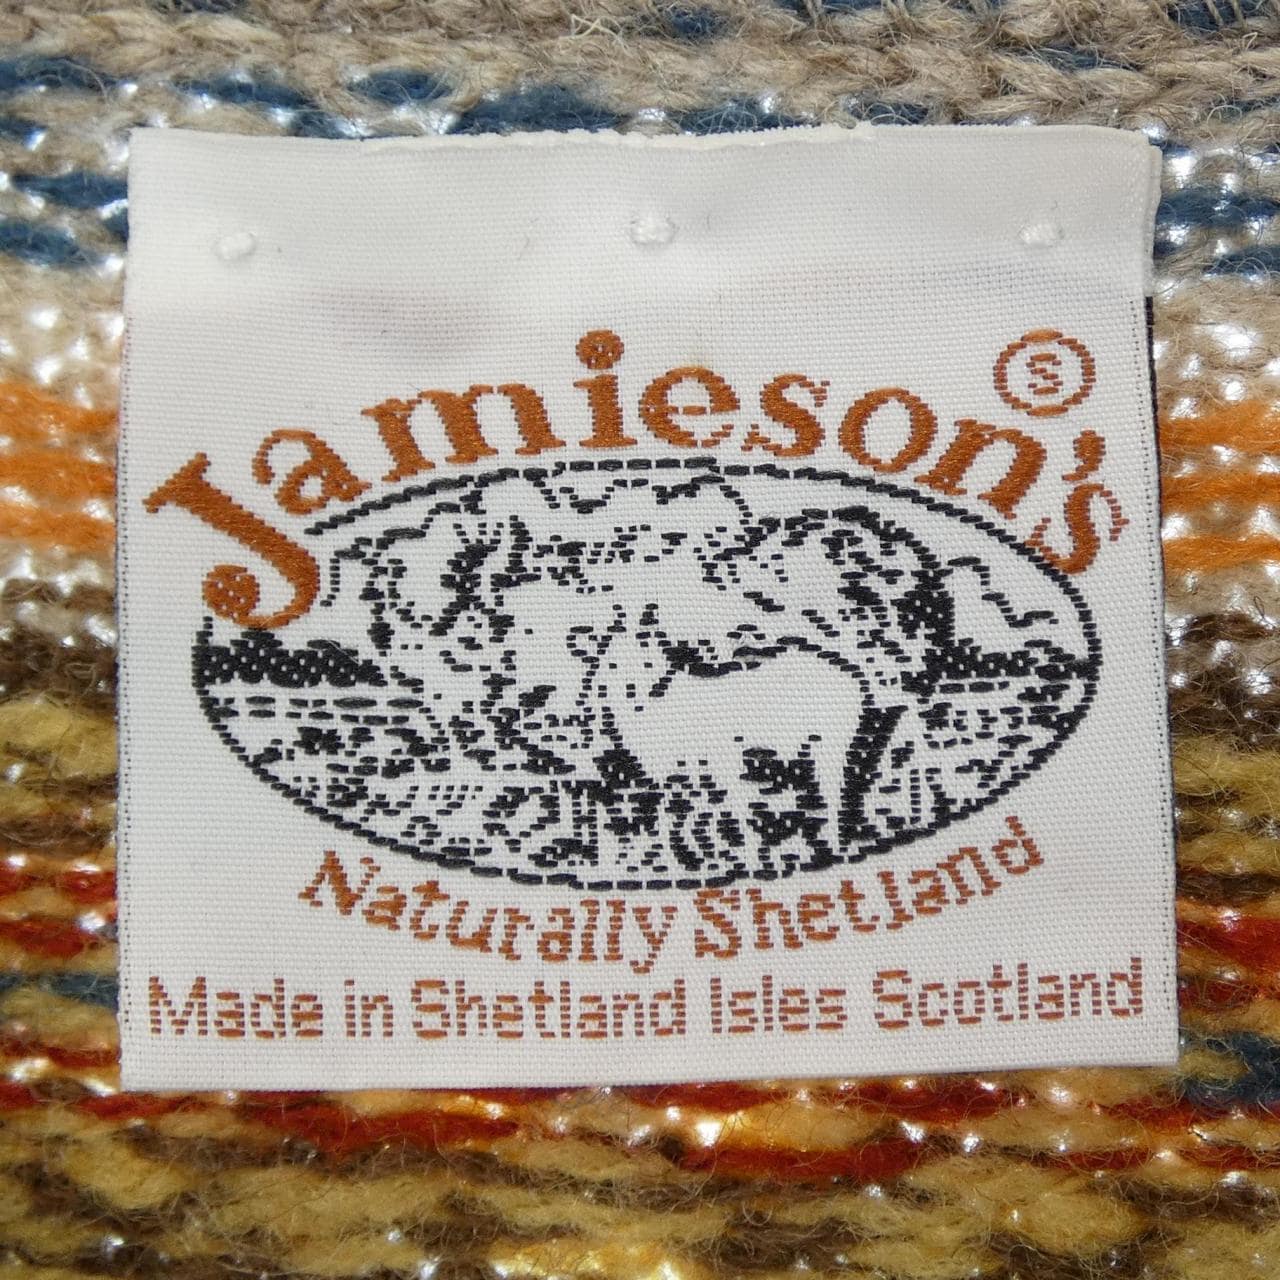 Jamieson's Ⓢ
Naturally Shetland
Made in Shetland Isles Scotland